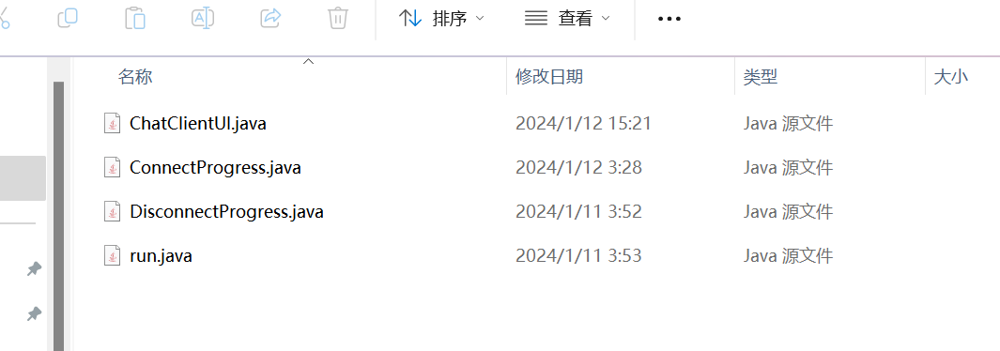 排序 查看
名称 修改日期 类型 大小
ChatClientUI.java 2024/1/12 15:21 Java 源文件
ConnectProgress.java 2024/1/12 3:28 Java 源文件
DisconnectProgress.java 2024/1/11 3:52 Java 源文件
run.java 2024/1/11 3:53 Java 源文件